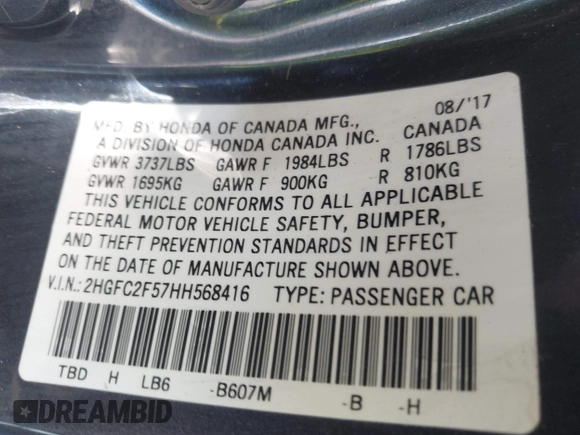 08/'17
MFD. BY HONDA OF CANADA MFG.,
A DIVISION OF HONDA CANADA INC. CANADA
GVWR 3737LBS GAWR F 1984LBS R 1786LBS
GVWR 1695KG GAWR F 900KG R 810KG
THIS VEHICLE CONFORMS TO ALL APPLICABLE
FEDERAL MOTOR VEHICLE SAFETY, BUMPER,
AND THEFT PREVENTION STANDARDS IN EFFECT
ON THE DATE OF MANUFACTURE SHOWN ABOVE.
V.I.N.: 2HGFC2F57HH568416 TYPE: PASSENGER CAR
TBD H LB6 -B607M -B -H
DREAMBID